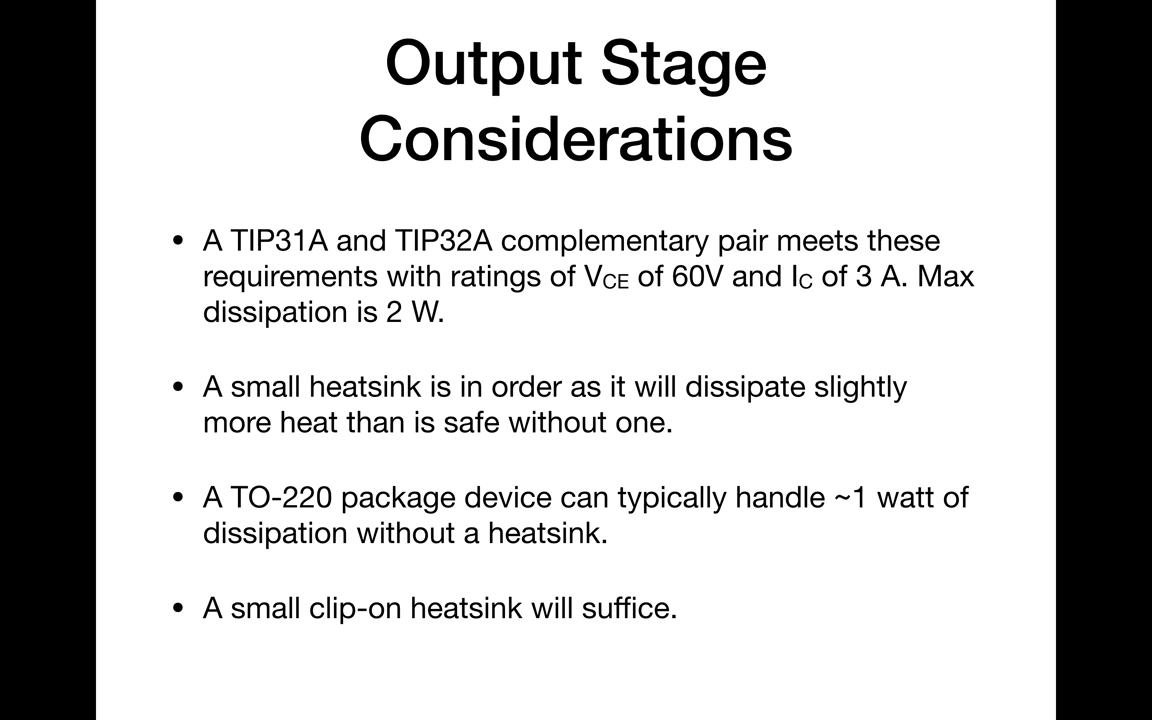 Output Stage
Considerations
• A TIP31A and TIP32A complementary pair meets these
requirements with ratings of VCE of 60V and IC of 3 A. Max
dissipation is 2 W.
• A small heatsink is in order as it will dissipate slightly
more heat than is safe without one.
• A TO-220 package device can typically handle ~1 watt of
dissipation without a heatsink.
• A small clip-on heatsink will suffice.